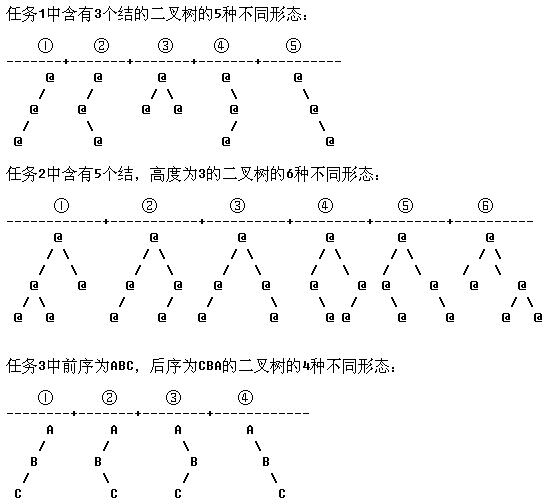 任务1中含有3个结的二叉树的5种不同形态：
① ② ③ ④ ⑤
@ @ @ @ @
@ @ @ @ @ @
@ @ @ @
任务2中含有5个结，高度为3的二叉树的6种不同形态：
① ② ③ ④ ⑤ ⑥
@ @ @ @ @ @
@ @ @ @ @ @ @ @ @ @ @ @
@ @ @ @ @ @ @ @ @ @ @ @
任务3中前序为ABC，后序为CBA的二叉树的4种不同形态：
① ② ③ ④
A A A A
B B B B
C C C C